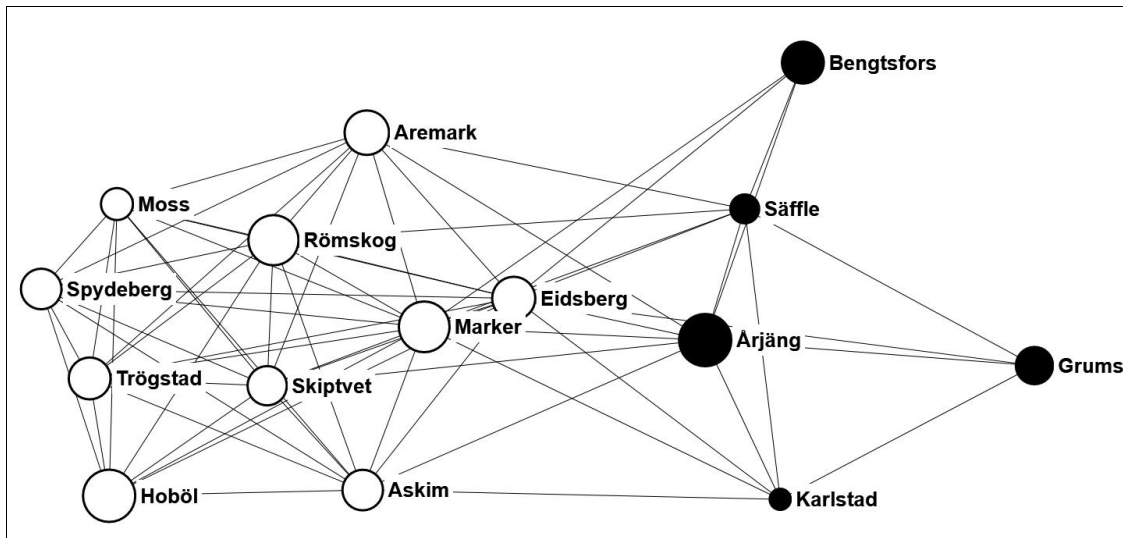 Bengtsfors
Aremark
Moss
Säffle
Römskog
Spydeberg
Eidsberg
Marker
Årjäng
Grums
Trögstad
Skiptvet
Hoböl
Askim
Karlstad